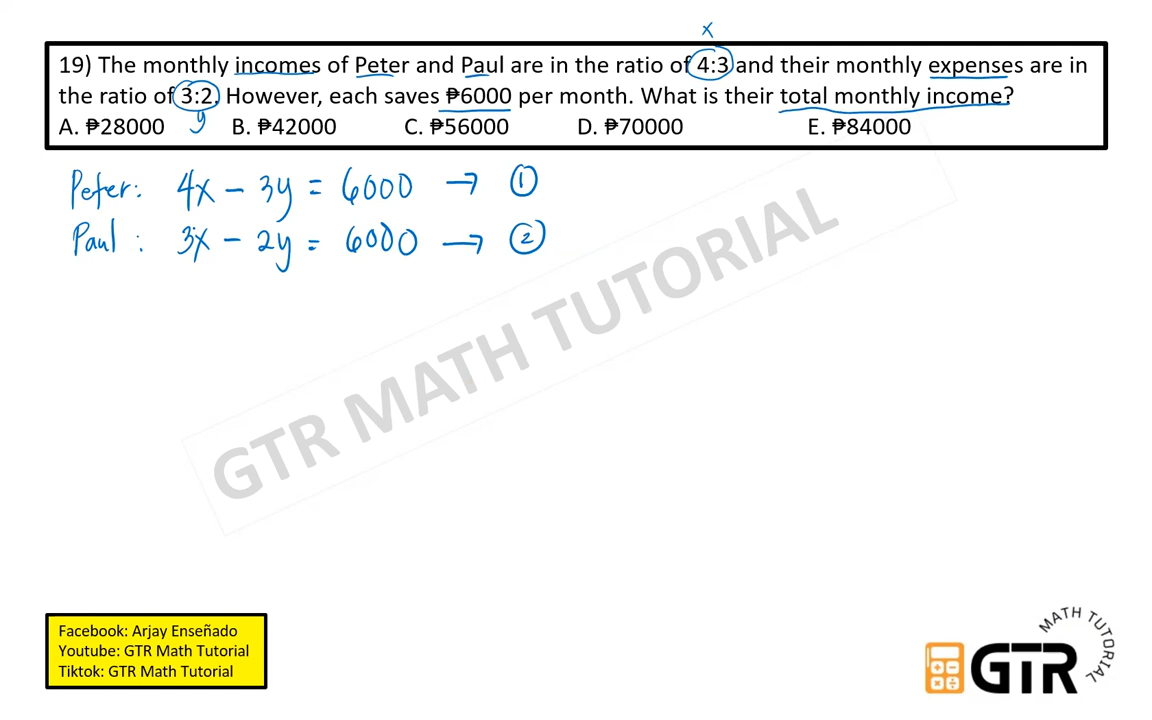 x
19) The monthly incomes of Peter and Paul are in the ratio of 4:3 and their monthly expenses are in
the ratio of 3:2. However, each saves ₱6000 per month. What is their total monthly income?
y
A. ₱28000 B. ₱42000 C. ₱56000 D. ₱70000 E. ₱84000
Peter: 4x - 3y = 6000 → ①
Paul : 3x - 2y = 6000 → ②
GTR MATH TUTORIAL
Facebook: Arjay Enseñado
Youtube: GTR Math Tutorial
Tiktok: GTR Math Tutorial
MATH TUTORIAL
GTR